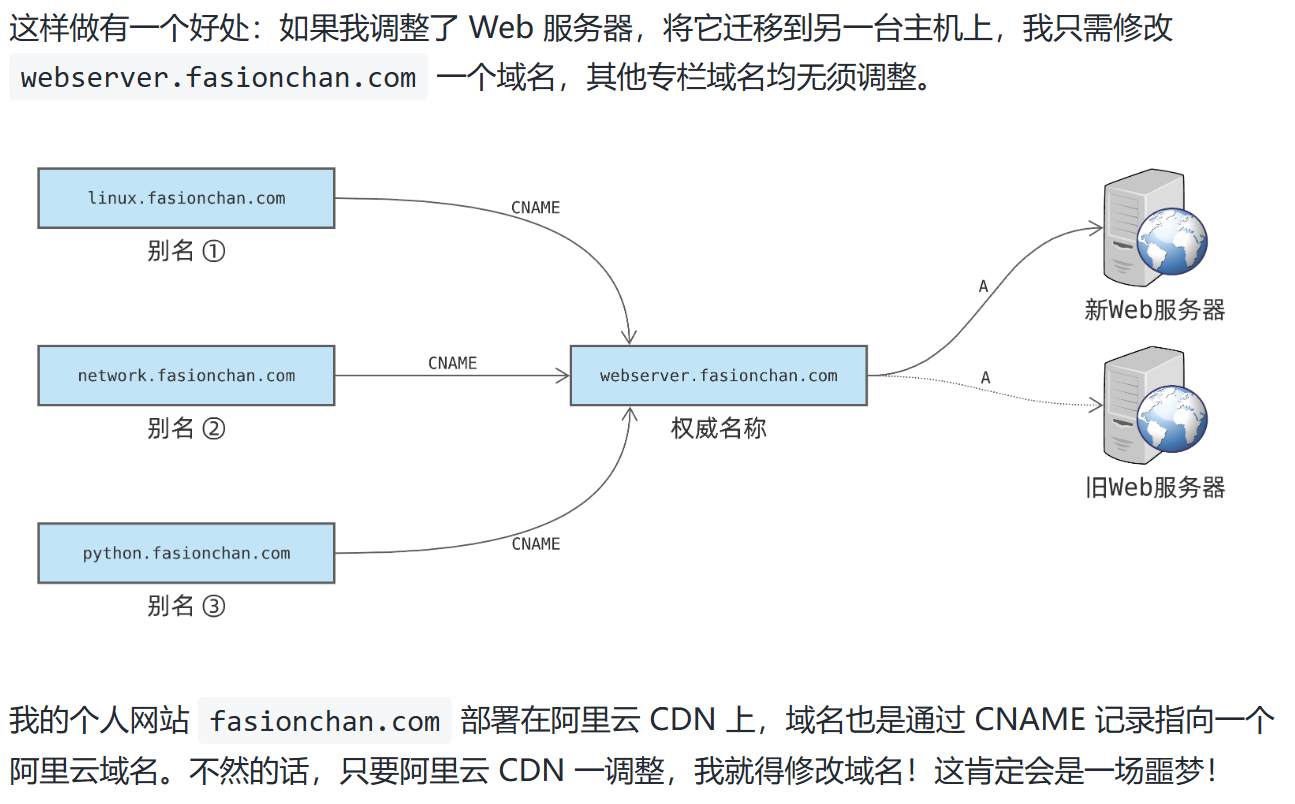 这样做有一个好处：如果我调整了 Web 服务器，将它迁移到另一台主机上，我只需修改
webserver.fasionchan.com 一个域名，其他专栏域名均无须调整。
linux.fasionchan.com
别名 ①
CNAME
A
新Web服务器
network.fasionchan.com
别名 ②
CNAME
webserver.fasionchan.com
权威名称
A
旧Web服务器
python.fasionchan.com
别名 ③
CNAME
我的个人网站 fasionchan.com 部署在阿里云 CDN 上，域名也是通过 CNAME 记录指向一个
阿里云域名。不然的话，只要阿里云 CDN 一调整，我就得修改域名！这肯定会是一场噩梦！